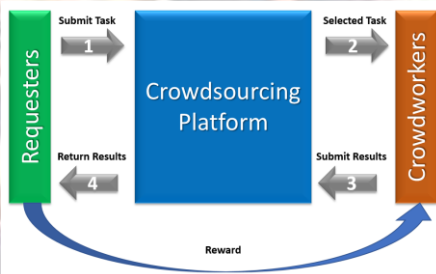 Submit Task
1
Selected Task
2
Requesters
Crowdsourcing
Platform
Crowdworkers
Return Results
4
Submit Results
3
Reward